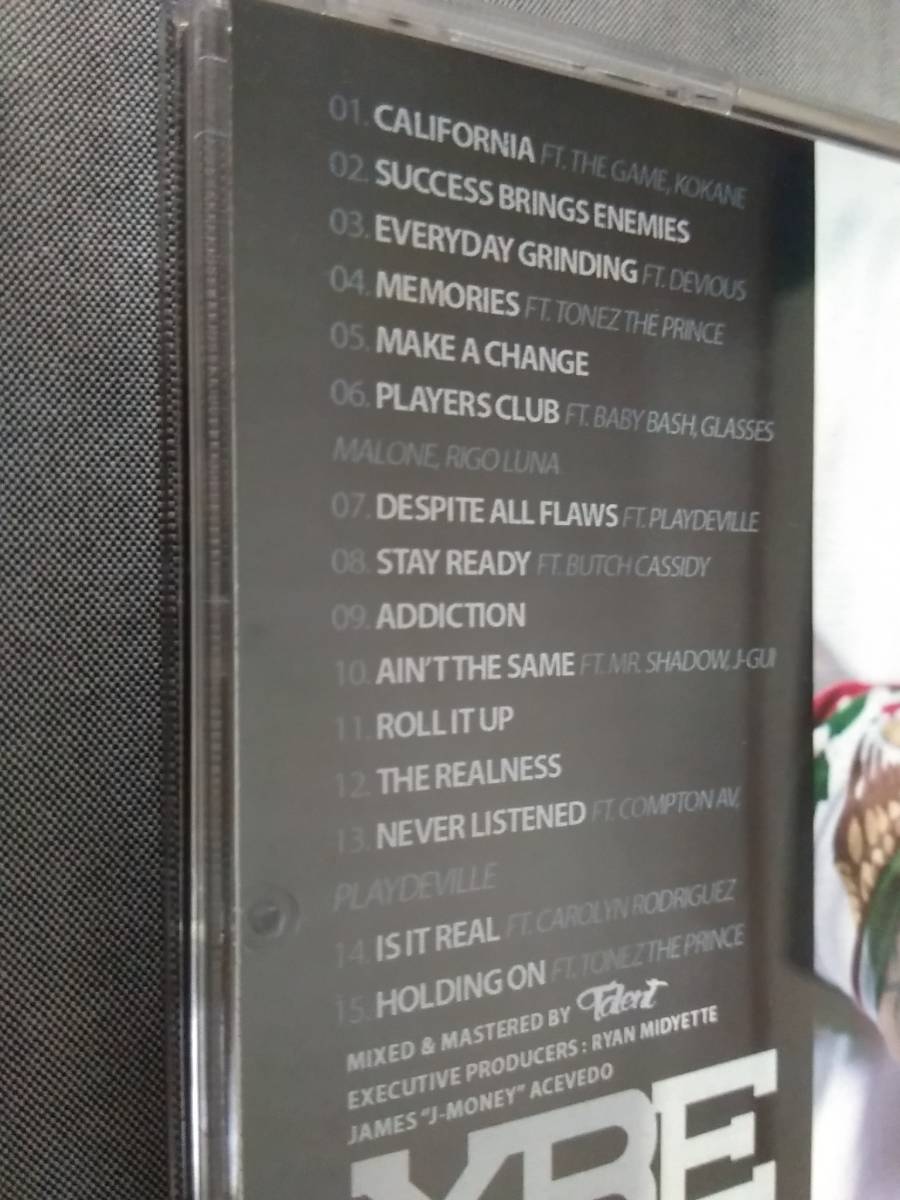 01. CALIFORNIA FT. THE GAME, KOKANE
02. SUCCESS BRINGS ENEMIES
03. EVERYDAY GRINDING FT. DEVIOUS
04. MEMORIES FT. TONEZ THE PRINCE
05. MAKE A CHANGE
06. PLAYERS CLUB FT. BABY BASH, GLASSES
MALONE, RIGO LUNA
07. DESPITE ALL FLAWS FT. PLAYDEVILLE
08. STAY READY FT. BUTCH CASSIDY
09. ADDICTION
10. AIN'T THE SAME FT. MR. SHADOW, J-GUI
11. ROLL IT UP
12. THE REALNESS
13. NEVER LISTENED FT. COMPTON AV,
PLAYDEVILLE
14. IS IT REAL FT. CAROLYN RODRIGUEZ
15. HOLDING ON FT. TONEZ THE PRINCE
MIXED & MASTERED BY Talent
EXECUTIVE PRODUCERS : RYAN MIDYETTE
JAMES "J-MONEY" ACEVEDO
YBE